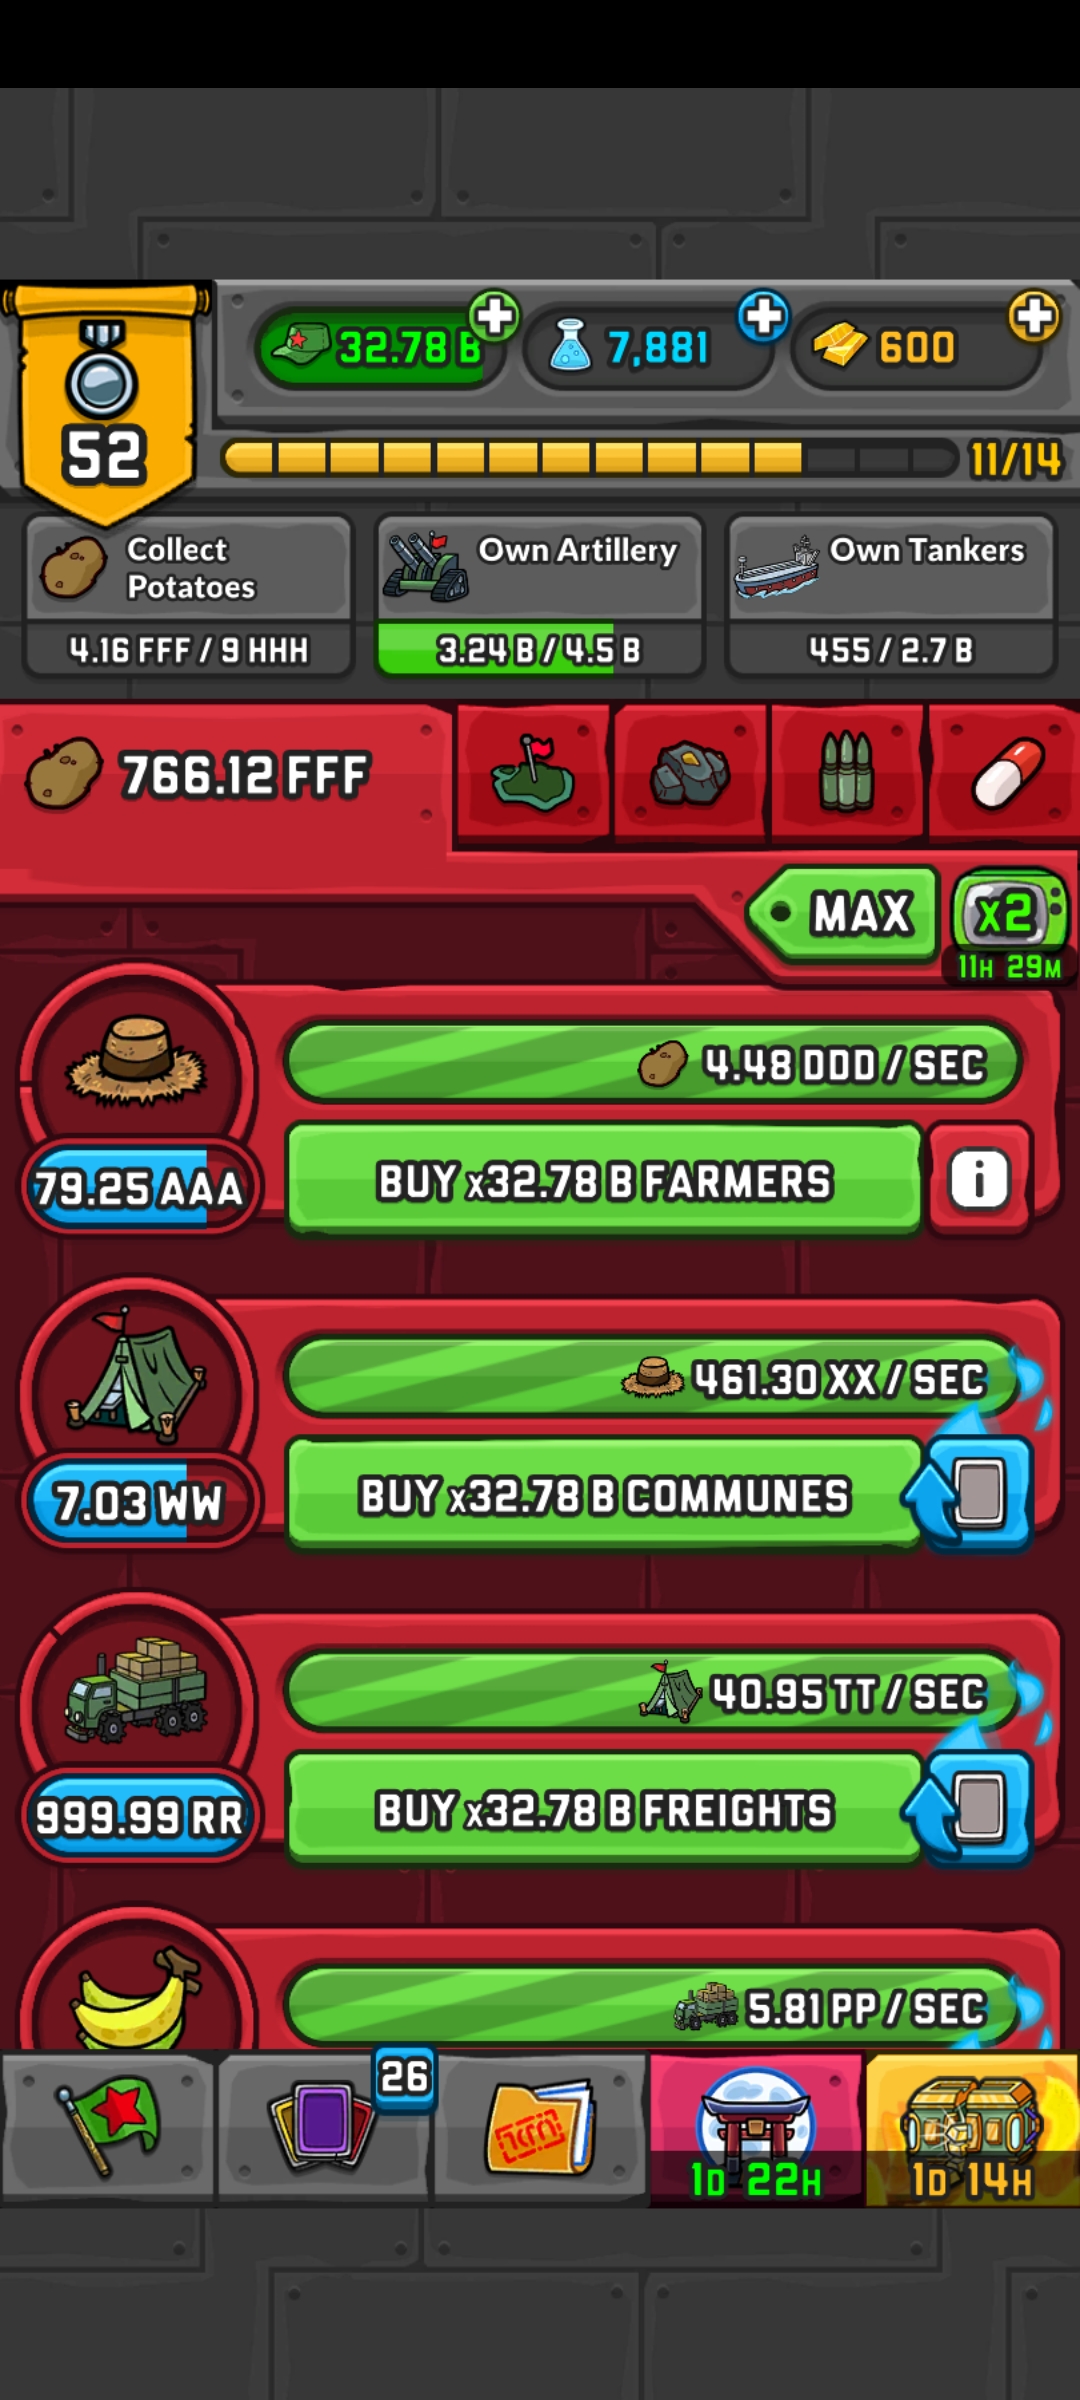 32.78 B
7,881
600
52
11/14
Collect
Potatoes
4.16 FFF / 9 HHH
Own Artillery
3.24 B / 4.5 B
Own Tankers
455 / 2.7 B
766.12 FFF
MAX
x2
11H 29M
4.48 DDD / SEC
79.25 AAA
BUY x32.78 B FARMERS
i
461.30 XX / SEC
7.03 WW
BUY x32.78 B COMMUNES
40.95 TT / SEC
999.99 RR
BUY x32.78 B FREIGHTS
5.81 PP / SEC
26
1D 22H
1D 14H